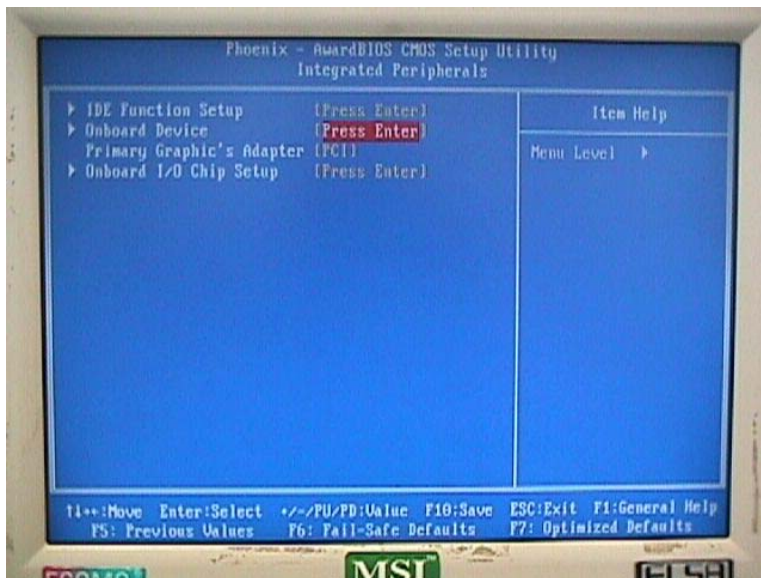 Phoenix - AwardBIOS CMOS Setup Utility
Integrated Peripherals
IDE Function Setup [Press Enter]
Onboard Device [Press Enter]
Primary Graphic's Adapter [PCI]
Onboard I/O Chip Setup [Press Enter]
Item Help
Menu Level
↑↓→←:Move Enter:Select +/-/PU/PD:Value F10:Save ESC:Exit F1:General Help
F5: Previous Values F6: Fail-Safe Defaults F7: Optimized Defaults
MSI
ELSA